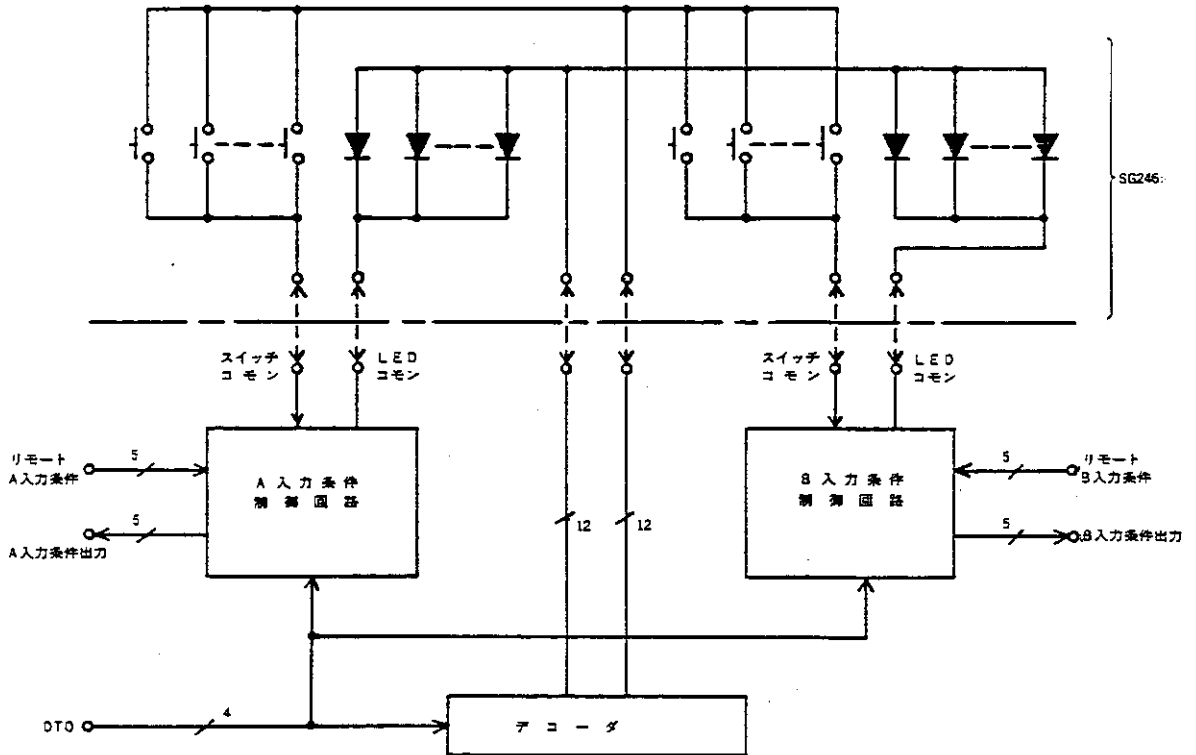 SG246
スイッチ
コモン
LED
コモン
スイッチ
コモン
LED
コモン
リモート
A入力条件
5
A入力条件
制御回路
5
A入力条件出力
12
12
B入力条件
制御回路
5
リモート
B入力条件
5
B入力条件出力
DTO
4
デコーダ